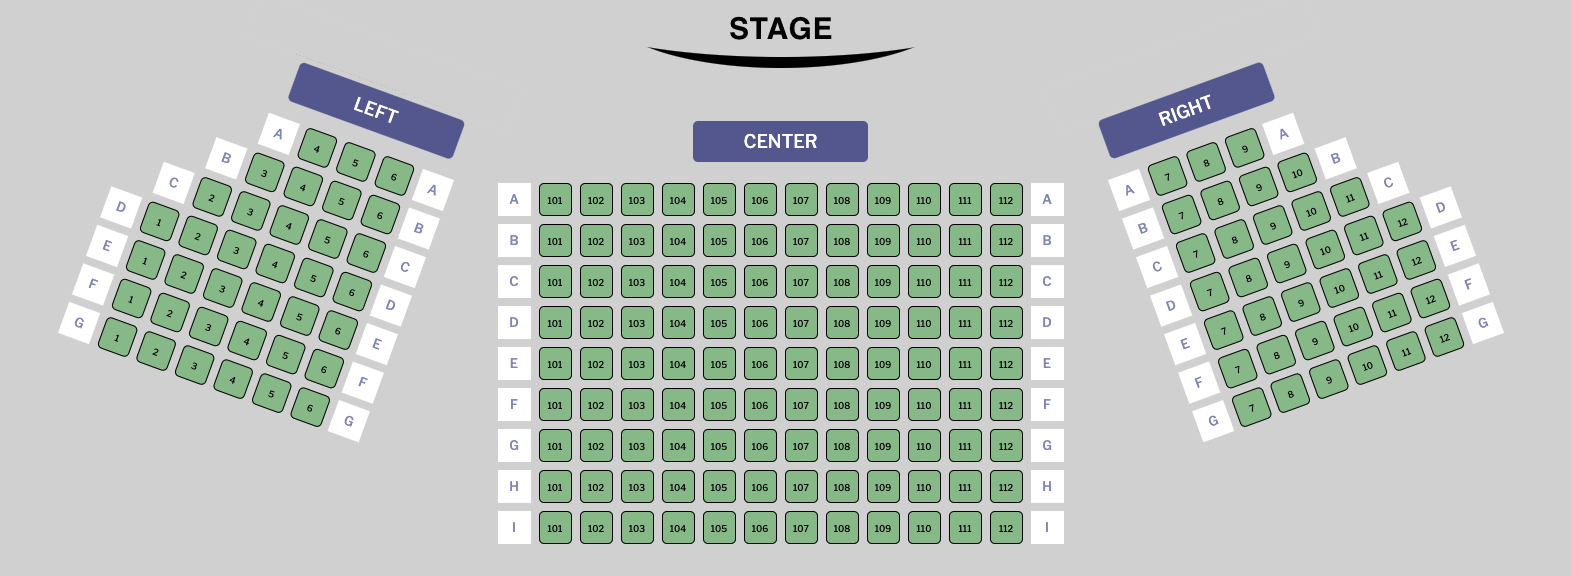 STAGE
LEFT
A 4 5 6 A
B 3 4 5 6 B
C 2 3 4 5 6 C
D 1 2 3 4 5 6 D
E 1 2 3 4 5 6 E
F 1 2 3 4 5 6 F
G 1 2 3 4 5 6 G
CENTER
A 101 102 103 104 105 106 107 108 109 110 111 112 A
B 101 102 103 104 105 106 107 108 109 110 111 112 B
C 101 102 103 104 105 106 107 108 109 110 111 112 C
D 101 102 103 104 105 106 107 108 109 110 111 112 D
E 101 102 103 104 105 106 107 108 109 110 111 112 E
F 101 102 103 104 105 106 107 108 109 110 111 112 F
G 101 102 103 104 105 106 107 108 109 110 111 112 G
H 101 102 103 104 105 106 107 108 109 110 111 112 H
I 101 102 103 104 105 106 107 108 109 110 111 112 I
RIGHT
A 7 8 9 A
B 7 8 9 10 B
C 7 8 9 10 11 C
D 7 8 9 10 11 12 D
E 7 8 9 10 11 12 E
F 7 8 9 10 11 12 F
G 7 8 9 10 11 12 G